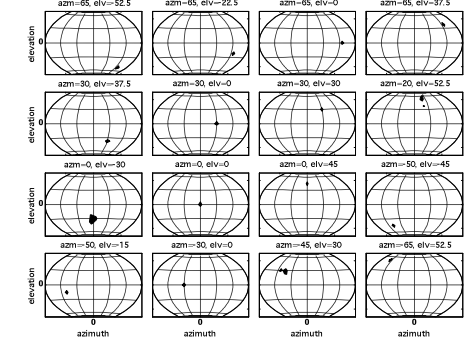 azm=65, elv=-52.5 azm=65, elv=-22.5 azm=65, elv=0 azm=65, elv=37.5
elevation 0
azm=30, elv=-37.5 azm=30, elv=0 azm=30, elv=30 azm=20, elv=52.5
elevation 0
azm=0, elv=-30 azm=0, elv=0 azm=0, elv=45 azm=-50, elv=-45
elevation 0
azm=-50, elv=-15 azm=-30, elv=0 azm=-45, elv=30 azm=-65, elv=52.5
elevation 0
0 0 0 0
azimuth azimuth azimuth azimuth